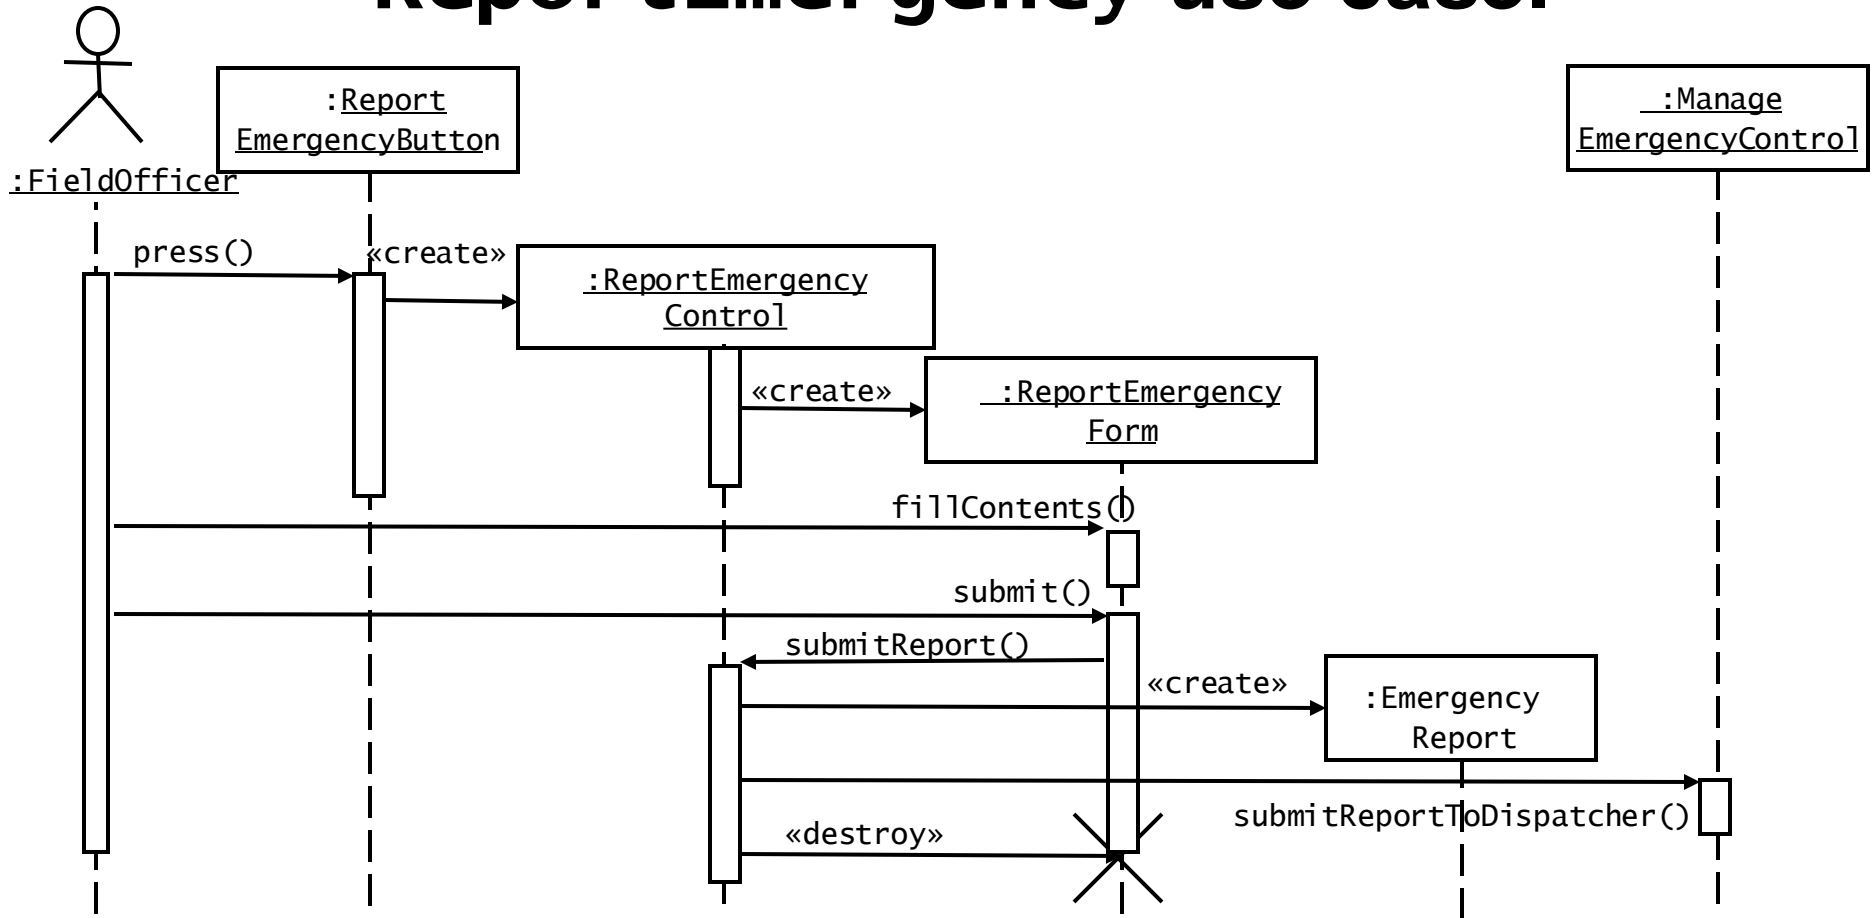 ReportEmergency use case.
:Report
EmergencyButton
:Manage
EmergencyControl
:FieldOfficer
press()
«create»
:ReportEmergency
Control
«create»
:ReportEmergency
Form
fillContents()
submit()
submitReport()
«create»
:Emergency
Report
submitReportToDispatcher()
«destroy»